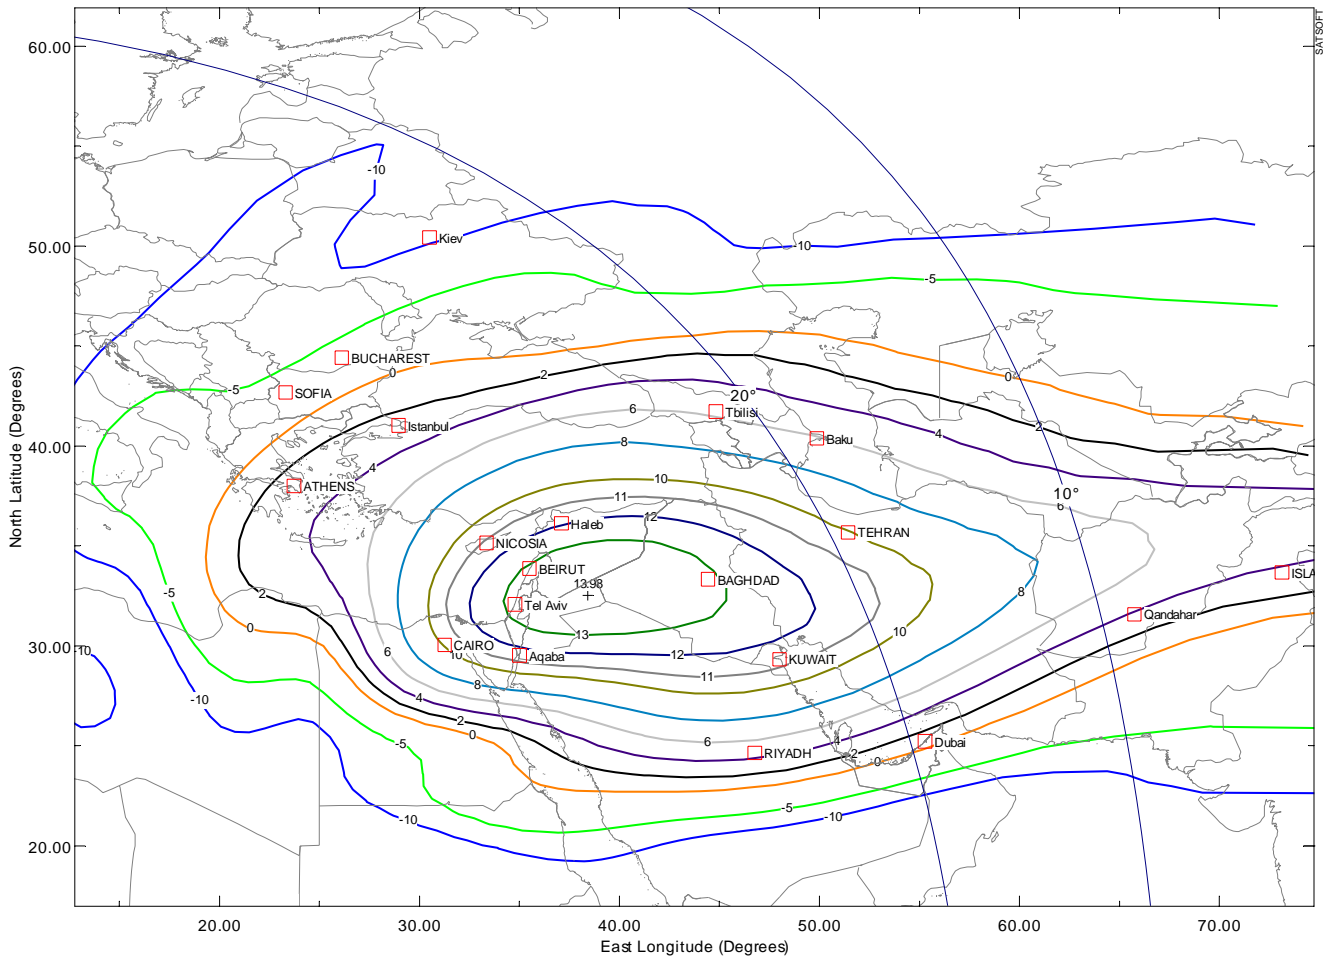 SATSOFT
60.00
-10
50.00
Kiev
-10
-5
BUCHAREST
0
2
0
-5
SOFIA
20°
6
Tbilisi
Istanbul
2
4
40.00
8
Baku
4
10
ATHENS
11
10°
6
12
Haleb
TEHRAN
NICOSIA
BEIRUT
ISLA
13.98
BAGHDAD
-5
2
8
Tel Aviv
Qandahar
0
13
10
30.00
CAIRO
10
10
6
Aqaba
12
KUWAIT
11
8
-10
4
2
0
-5
6
4
Dubai
RIYADH
2
0
-5
-10
-10
20.00
20.00
30.00
40.00
50.00
60.00
70.00
East Longitude (Degrees)
North Latitude (Degrees)